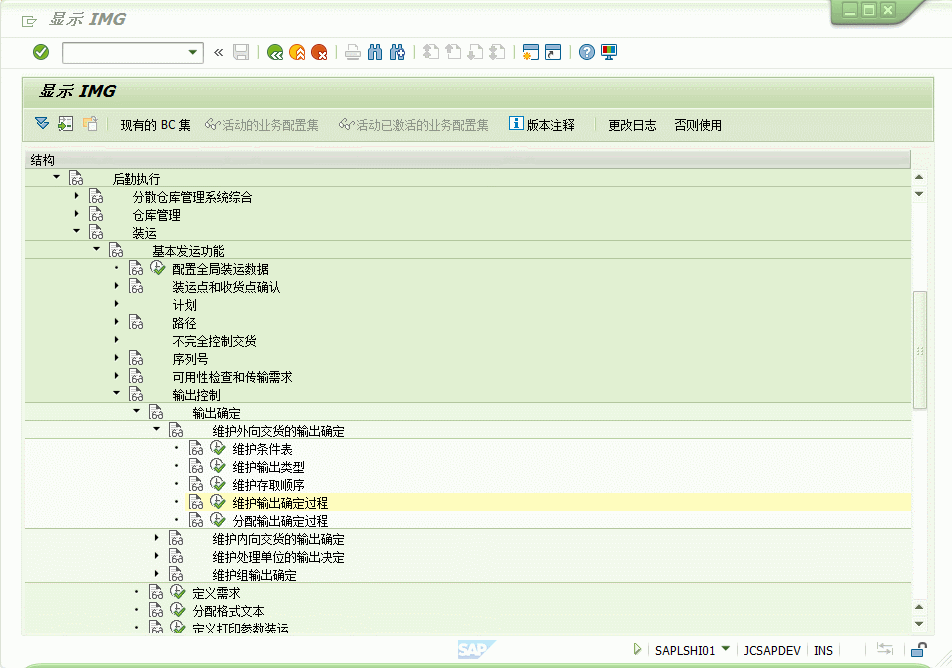 显示 IMG
显示 IMG
现有的 BC 集 活动的业务配置集 活动已激活的业务配置集 版本注释 更改日志 否则使用
结构
后勤执行
分散仓库管理系统综合
仓库管理
装运
基本发运功能
配置全局装运数据
装运点和收货点确认
计划
路径
不完全控制交货
序列号
可用性检查和传输需求
输出控制
输出确定
维护外向交货的输出确定
维护条件表
维护输出类型
维护存取顺序
维护输出确定过程
分配输出确定过程
维护内向交货的输出确定
维护处理单位的输出决定
维护组输出确定
定义需求
分配格式文本
定义打印参数装运
SAP SAPLSHI01 JCSAPDEV INS